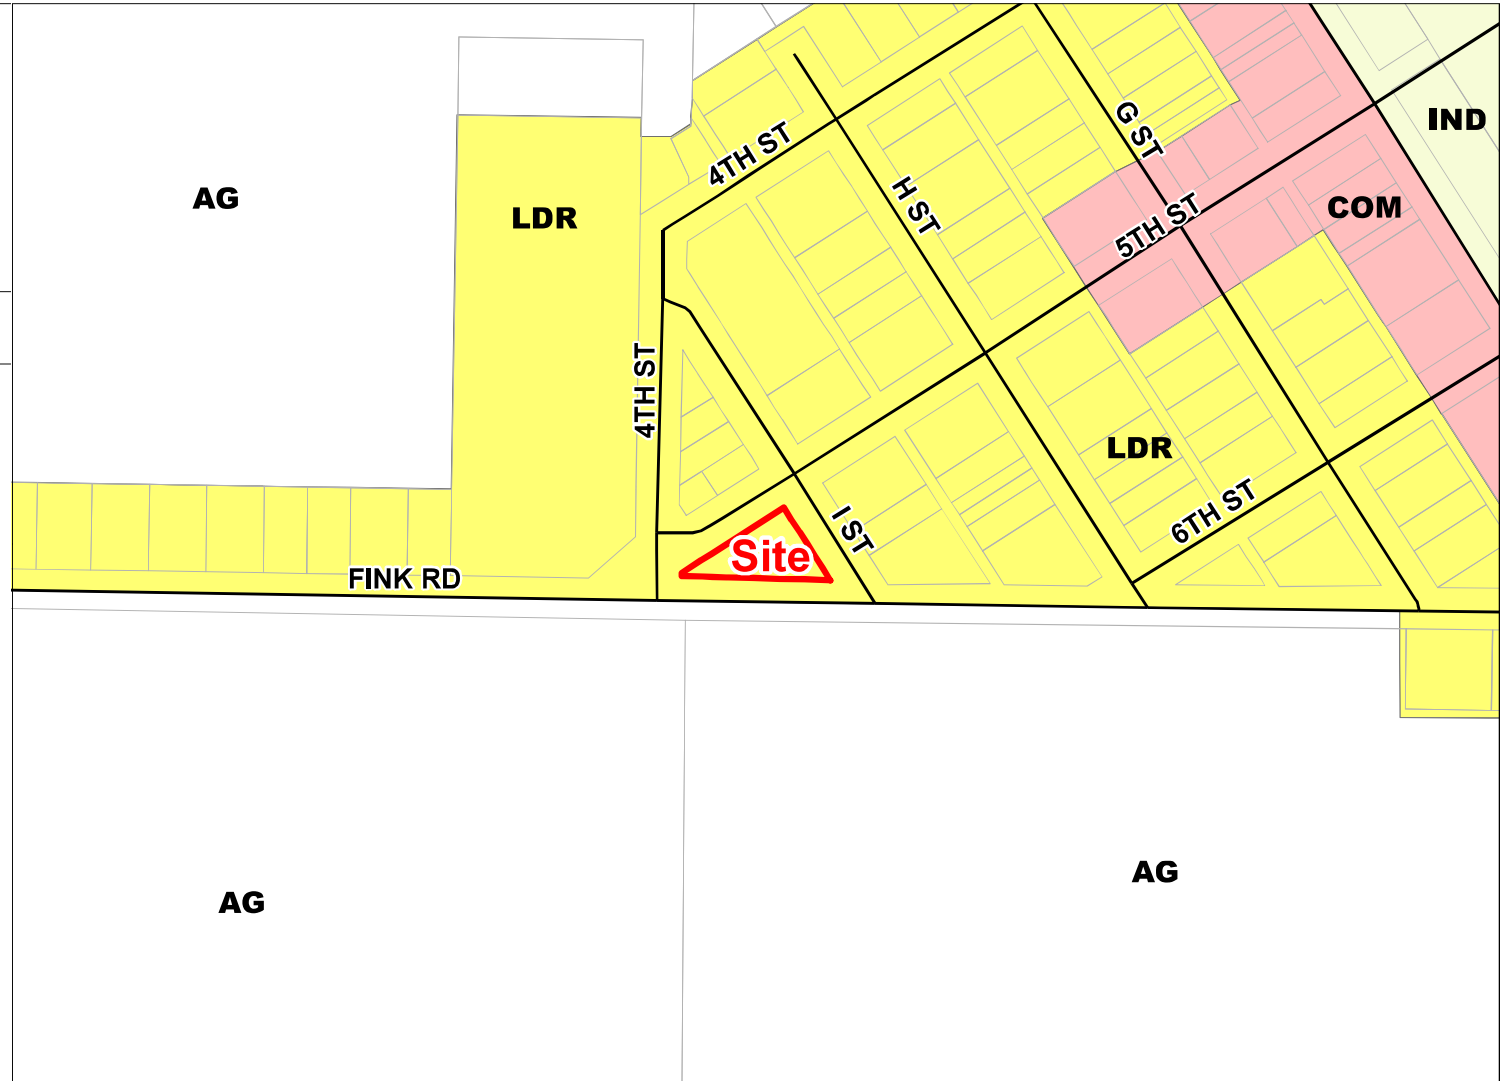 G ST
IND
4TH ST
AG
H ST
COM
LDR
5TH ST
4TH ST
LDR
6TH ST
I ST
Site
FINK RD
AG
AG